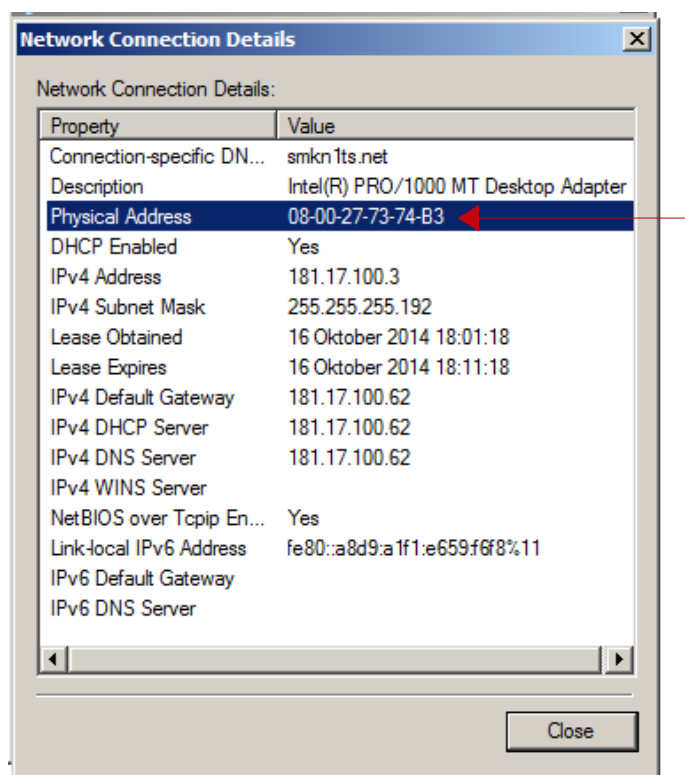 Network Connection Details
Network Connection Details:
Property Value
Connection-specific DN... smkn1ts.net
Description Intel(R) PRO/1000 MT Desktop Adapter
Physical Address 08-00-27-73-74-B3
DHCP Enabled Yes
IPv4 Address 181.17.100.3
IPv4 Subnet Mask 255.255.255.192
Lease Obtained 16 Oktober 2014 18:01:18
Lease Expires 16 Oktober 2014 18:11:18
IPv4 Default Gateway 181.17.100.62
IPv4 DHCP Server 181.17.100.62
IPv4 DNS Server 181.17.100.62
IPv4 WINS Server
NetBIOS over Tcpip En... Yes
Link-local IPv6 Address fe80::a8d9:a1f1:e659:f6f8%11
IPv6 Default Gateway
IPv6 DNS Server
Close